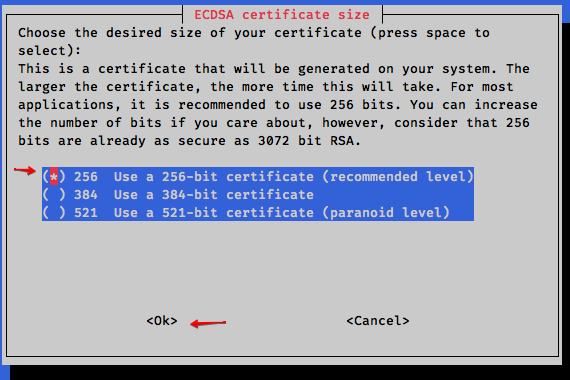 ECDSA certificate size
Choose the desired size of your certificate (press space to
select):
This is a certificate that will be generated on your system. The
larger the certificate, the more time this will take. For most
applications, it is recommended to use 256 bits. You can increase
the number of bits if you care about, however, consider that 256
bits are already as secure as 3072 bit RSA.
(*) 256  Use a 256-bit certificate (recommended level)
( ) 384  Use a 384-bit certificate
( ) 521  Use a 521-bit certificate (paranoid level)
<Ok> <Cancel>